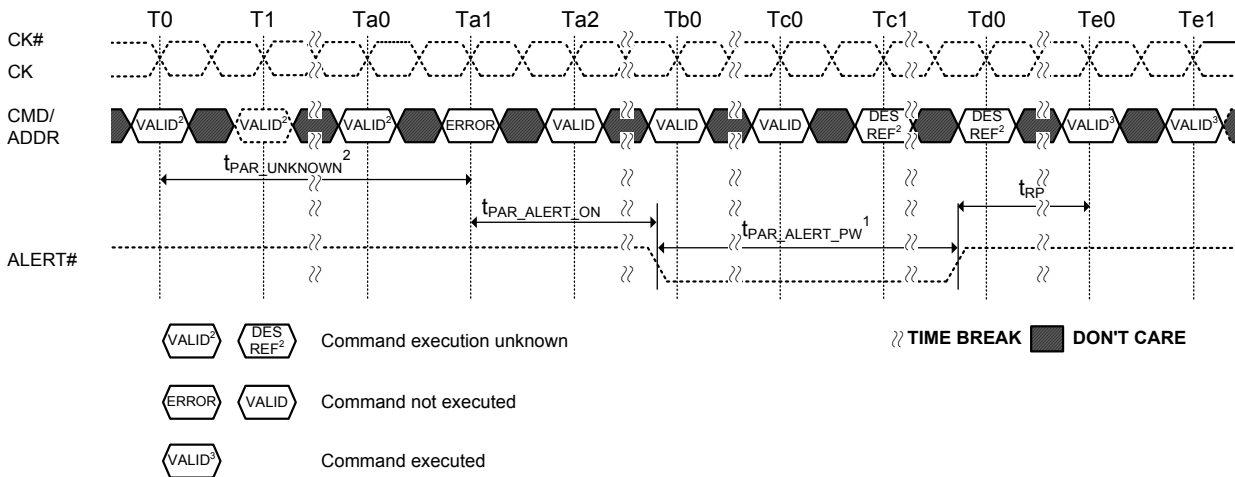 T0 T1 Ta0 Ta1 Ta2 Tb0 Tc0 Tc1 Td0 Te0 Te1
CK#
CK
CMD/
ADDR
VALID² VALID² VALID² ERROR VALID VALID VALID DES REF² DES REF² VALID³ VALID³
tPAR_UNKNOWN²
tPAR_ALERT_ON
tPAR_ALERT_PW¹
tRP
ALERT#
VALID² DES REF² Command execution unknown
TIME BREAK DON'T CARE
ERROR VALID Command not executed
VALID³ Command executed